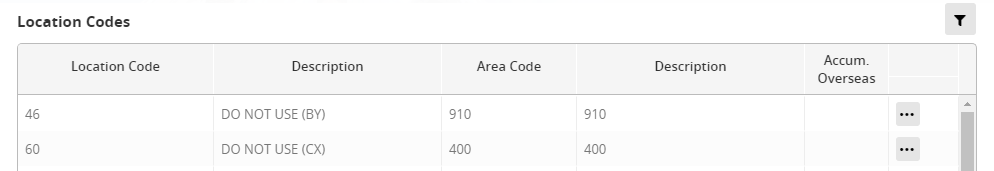 Location Codes
Location Code Description Area Code Description Accum. Overseas
46 DO NOT USE (BY) 910 910
60 DO NOT USE (CX) 400 400